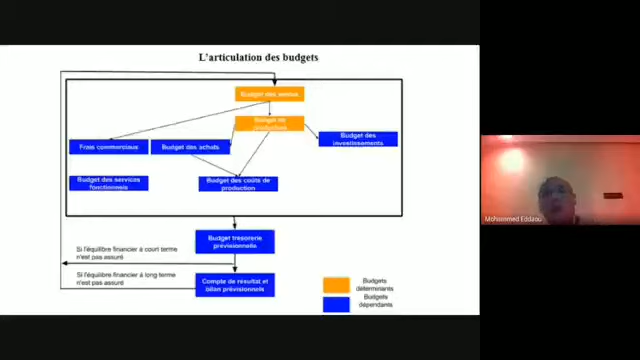 L'articulation des budgets
Budget des ventes
Budget de
production
Frais commerciaux
Budget des achats
Budget des
investissements
Budget des services
fonctionnels
Budget des coûts de
production
Budget tresorerie
prévisionnels
Si l'équilibre financier à court terme
n'est pas assuré
Si l'équilibre financier à long terme
n'est pas assuré
Compte de résultat et
bilan prévisionnels
Budgets
déterminants
Budgets
dépendants
Mohammed Eddaou